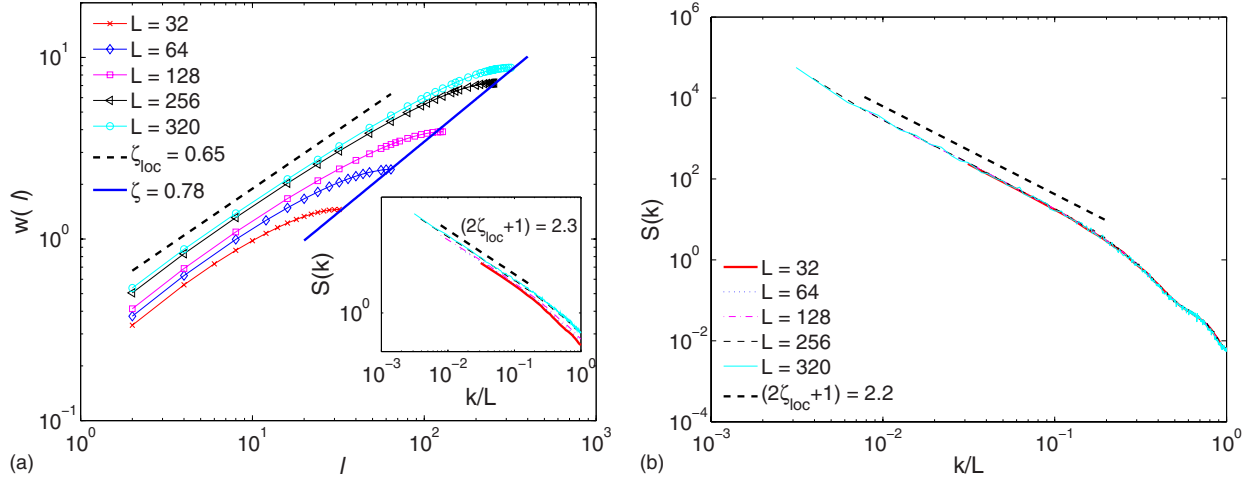 L = 32
L = 64
L = 128
L = 256
L = 320
ζloc = 0.65
ζ = 0.78
w( l )
10^1
10^0
10^-1
10^0
10^1
10^2
10^3
l
(a)
(2ζloc+1) = 2.3
S(k)
10^0
10^-3
10^-2
10^-1
10^0
k/L
10^6
10^4
10^2
10^0
10^-2
10^-4
S(k)
L = 32
L = 64
L = 128
L = 256
L = 320
(2ζloc+1) = 2.2
10^-3
10^-2
10^-1
10^0
k/L
(b)